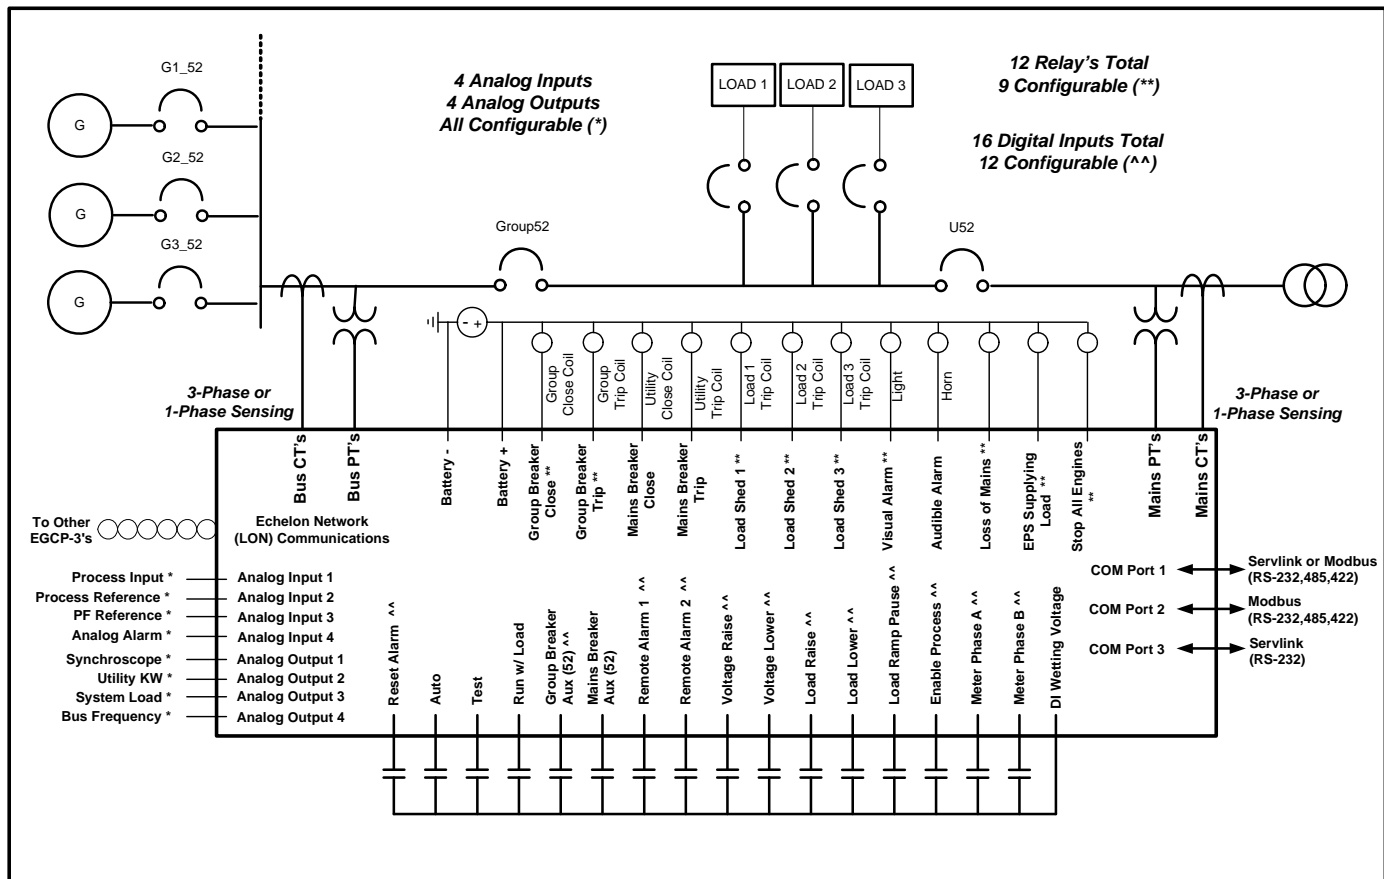 G1_52
G
G2_52
G
G3_52
G
4 Analog Inputs
4 Analog Outputs
All Configurable (*)
LOAD 1
LOAD 2
LOAD 3
12 Relay's Total
9 Configurable (**)
16 Digital Inputs Total
12 Configurable (^^)
Group52
U52
- +
Group
Close Coil
Group
Trip Coil
Utility
Close Coil
Utility
Trip Coil
Load 1
Trip Coil
Load 2
Trip Coil
Load 3
Trip Coil
Light
Horn
3-Phase or
1-Phase Sensing
3-Phase or
1-Phase Sensing
Bus CT's
Bus PT's
Battery -
Battery +
Group Breaker
Close **
Group Breaker
Trip **
Mains Breaker
Close
Mains Breaker
Trip
Load Shed 1 **
Load Shed 2 **
Load Shed 3 **
Visual Alarm **
Audible Alarm
Loss of Mains **
EPS Supplying
Load **
Stop All Engines
**
Mains PT's
Mains CT's
To Other
EGCP-3's
Echelon Network
(LON) Communications
Process Input *
Analog Input 1
Process Reference *
Analog Input 2
PF Reference *
Analog Input 3
Analog Alarm *
Analog Input 4
Synchroscope *
Analog Output 1
Utility KW *
Analog Output 2
System Load *
Analog Output 3
Bus Frequency *
Analog Output 4
COM Port 1
Servlink or Modbus
(RS-232,485,422)
COM Port 2
Modbus
(RS-232,485,422)
COM Port 3
Servlink
(RS-232)
Reset Alarm ^^
Auto
Test
Run w/ Load
Group Breaker
Aux (52) ^^
Mains Breaker
Aux (52)
Remote Alarm 1 ^^
Remote Alarm 2 ^^
Voltage Raise ^^
Voltage Lower ^^
Load Raise ^^
Load Lower ^^
Load Ramp Pause ^^
Enable Process ^^
Meter Phase A ^^
Meter Phase B ^^
DI Wetting Voltage